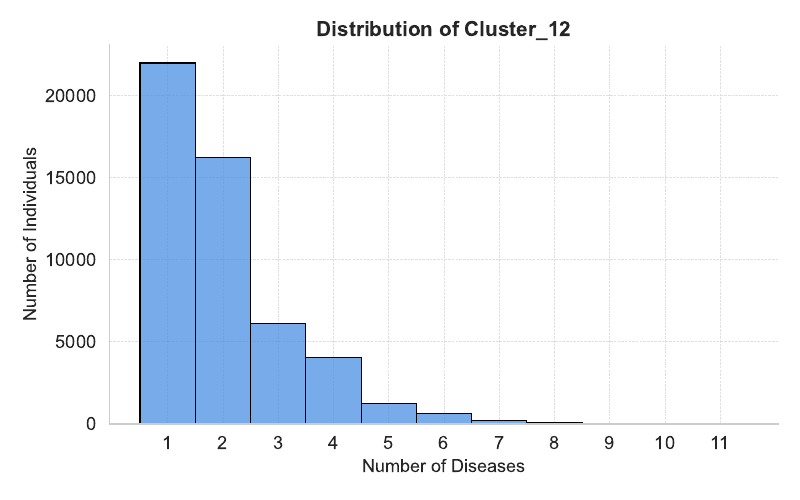 Distribution of Cluster_12
Number of Individuals
20000
15000
10000
5000
0
1 2 3 4 5 6 7 8 9 10 11
Number of Diseases